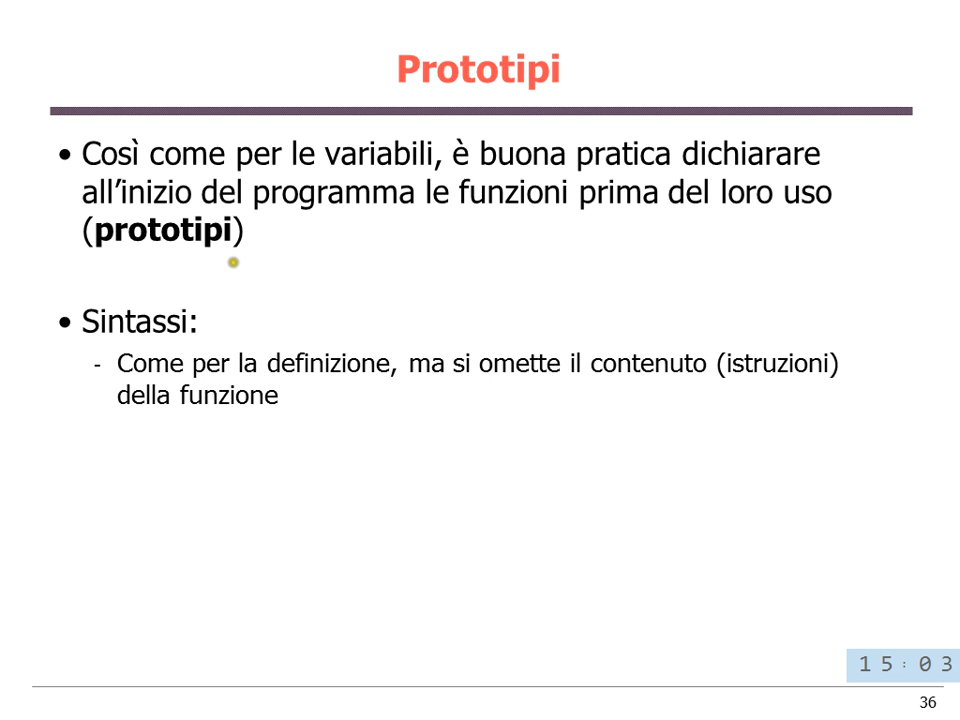 Prototipi
• Così come per le variabili, è buona pratica dichiarare
all’inizio del programma le funzioni prima del loro uso
(prototipi)
• Sintassi:
- Come per la definizione, ma si omette il contenuto (istruzioni)
della funzione
15:03
36